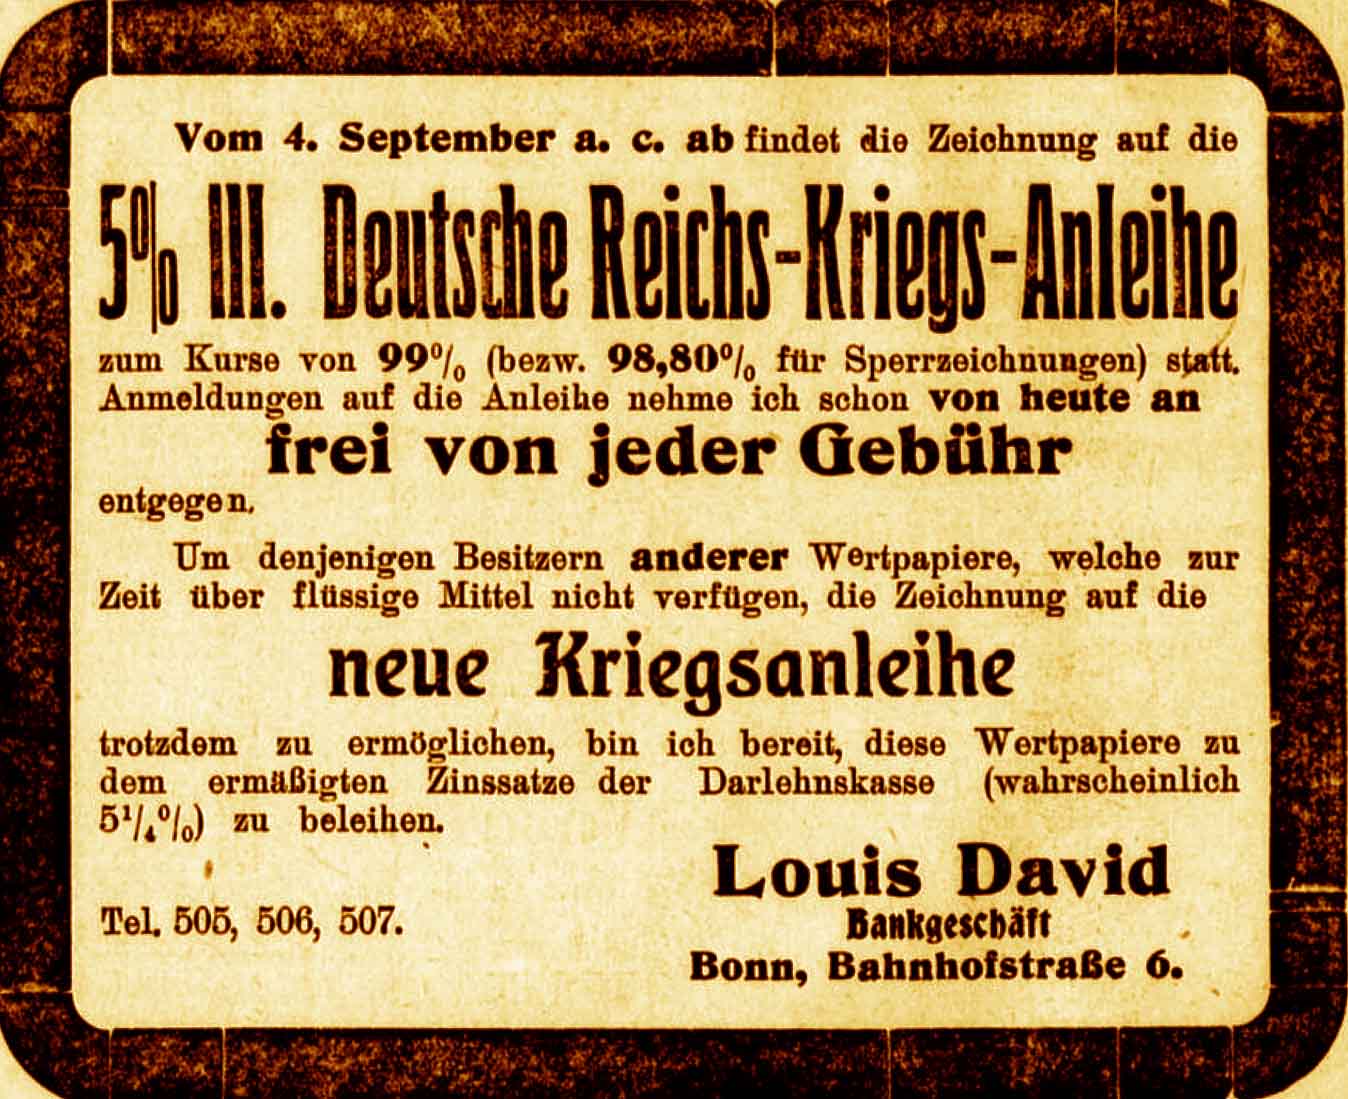 Vom 4. September a. c. ab findet die Zeichnung auf die
5% III. Deutsche Reichs-Kriegs-Anleihe
zum Kurse von 99% (bezw. 98,80% für Sperrzeichnungen) statt.
Anmeldungen auf die Anleihe nehme ich schon von heute an
frei von jeder Gebühr
entgegen.
Um denjenigen Besitzern anderer Wertpapiere, welche zur
Zeit über flüssige Mittel nicht verfügen, die Zeichnung auf die
neue Kriegsanleihe
trotzdem zu ermöglichen, bin ich bereit, diese Wertpapiere zu
dem ermäßigten Zinssatze der Darlehnskasse (wahrscheinlich
5¹/₄%) zu beleihen.
Louis David
Bankgeschäft
Tel. 505, 506, 507.
Bonn, Bahnhofstraße 6.